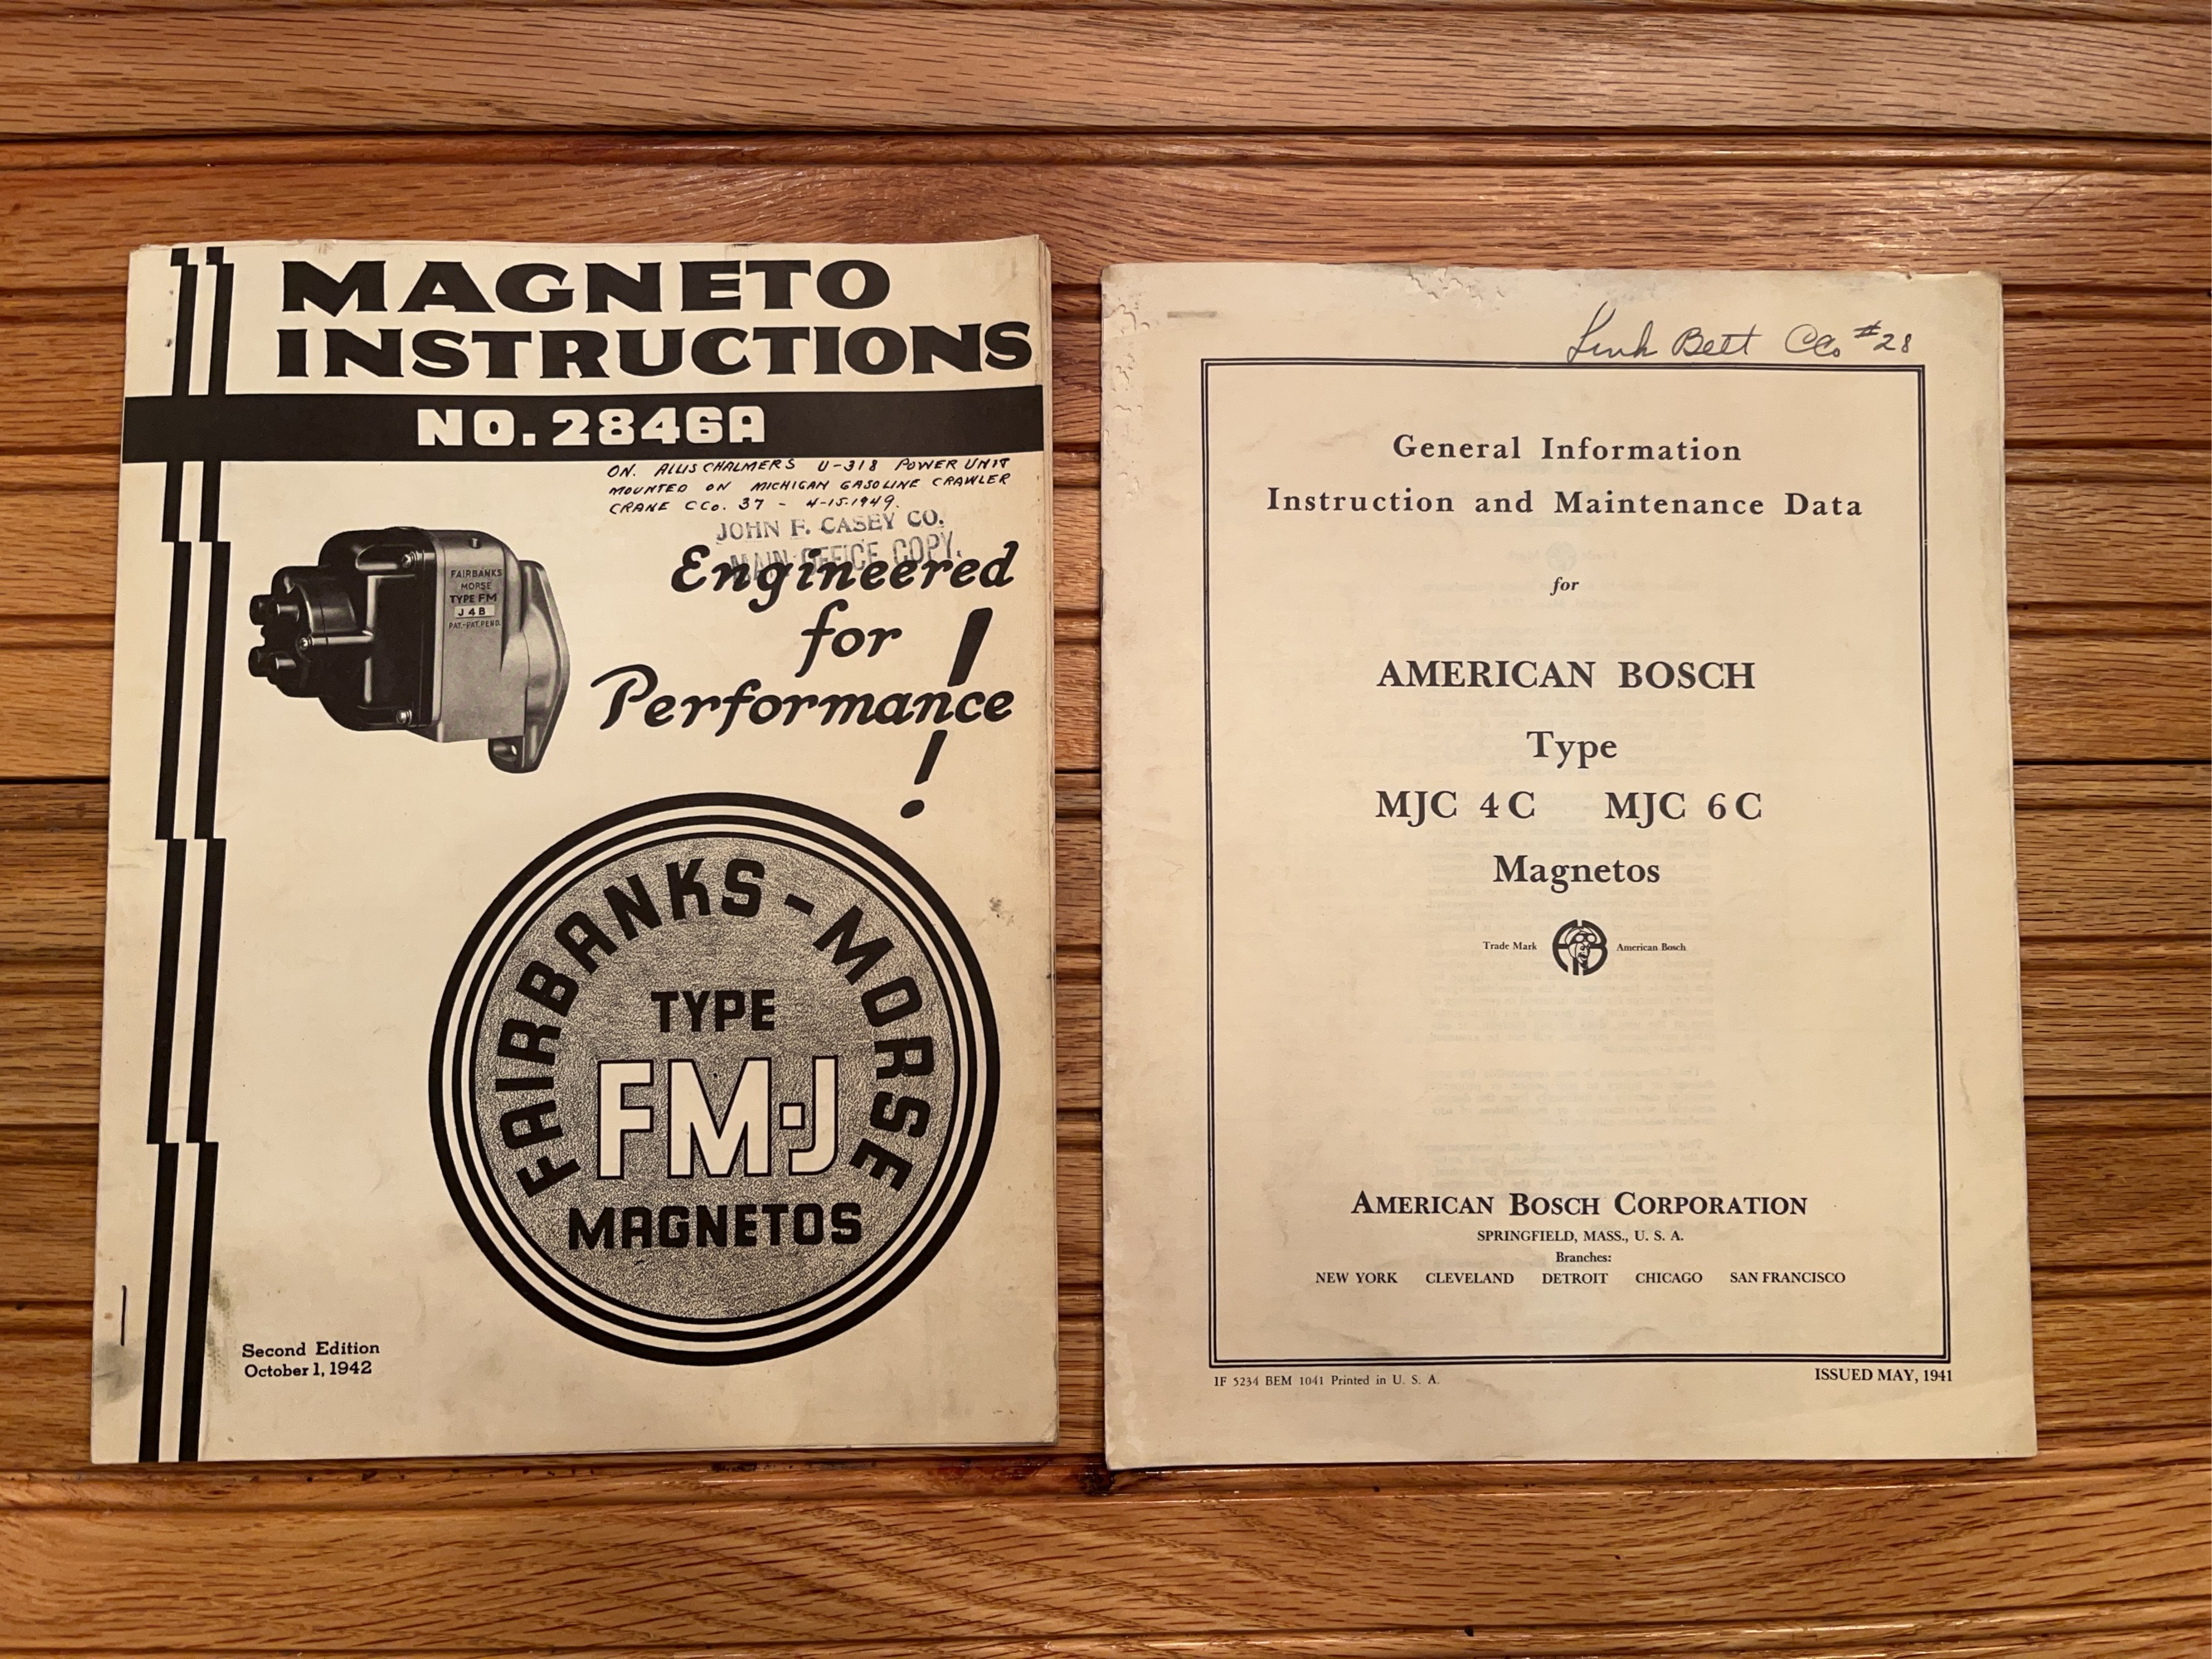 MAGNETO
INSTRUCTIONS
NO. 2846A
ON. ALLIS CHALMERS U-318 POWER UNIT
MOUNTED ON MICHIGAN GASOLINE CRAWLER
CRANE CCo. 37 - 4-15-1949.
JOHN F. CASEY CO.
MAIN OFFICE COPY.
Engineered
for
Performance!
FAIRBANKS
MORSE
TYPE FM
J4B
PAT.-PAT. PEND.
FAIRBANKS-MORSE
TYPE
FM-J
MAGNETOS
Second Edition
October 1, 1942
Link Belt CCo #28
General Information
Instruction and Maintenance Data
for
AMERICAN BOSCH
Type
MJC 4C MJC 6C
Magnetos
Trade Mark American Bosch
AMERICAN BOSCH CORPORATION
SPRINGFIELD, MASS., U. S. A.
Branches:
NEW YORK CLEVELAND DETROIT CHICAGO SAN FRANCISCO
IF 5234 BEM 1041 Printed in U. S. A.
ISSUED MAY, 1941